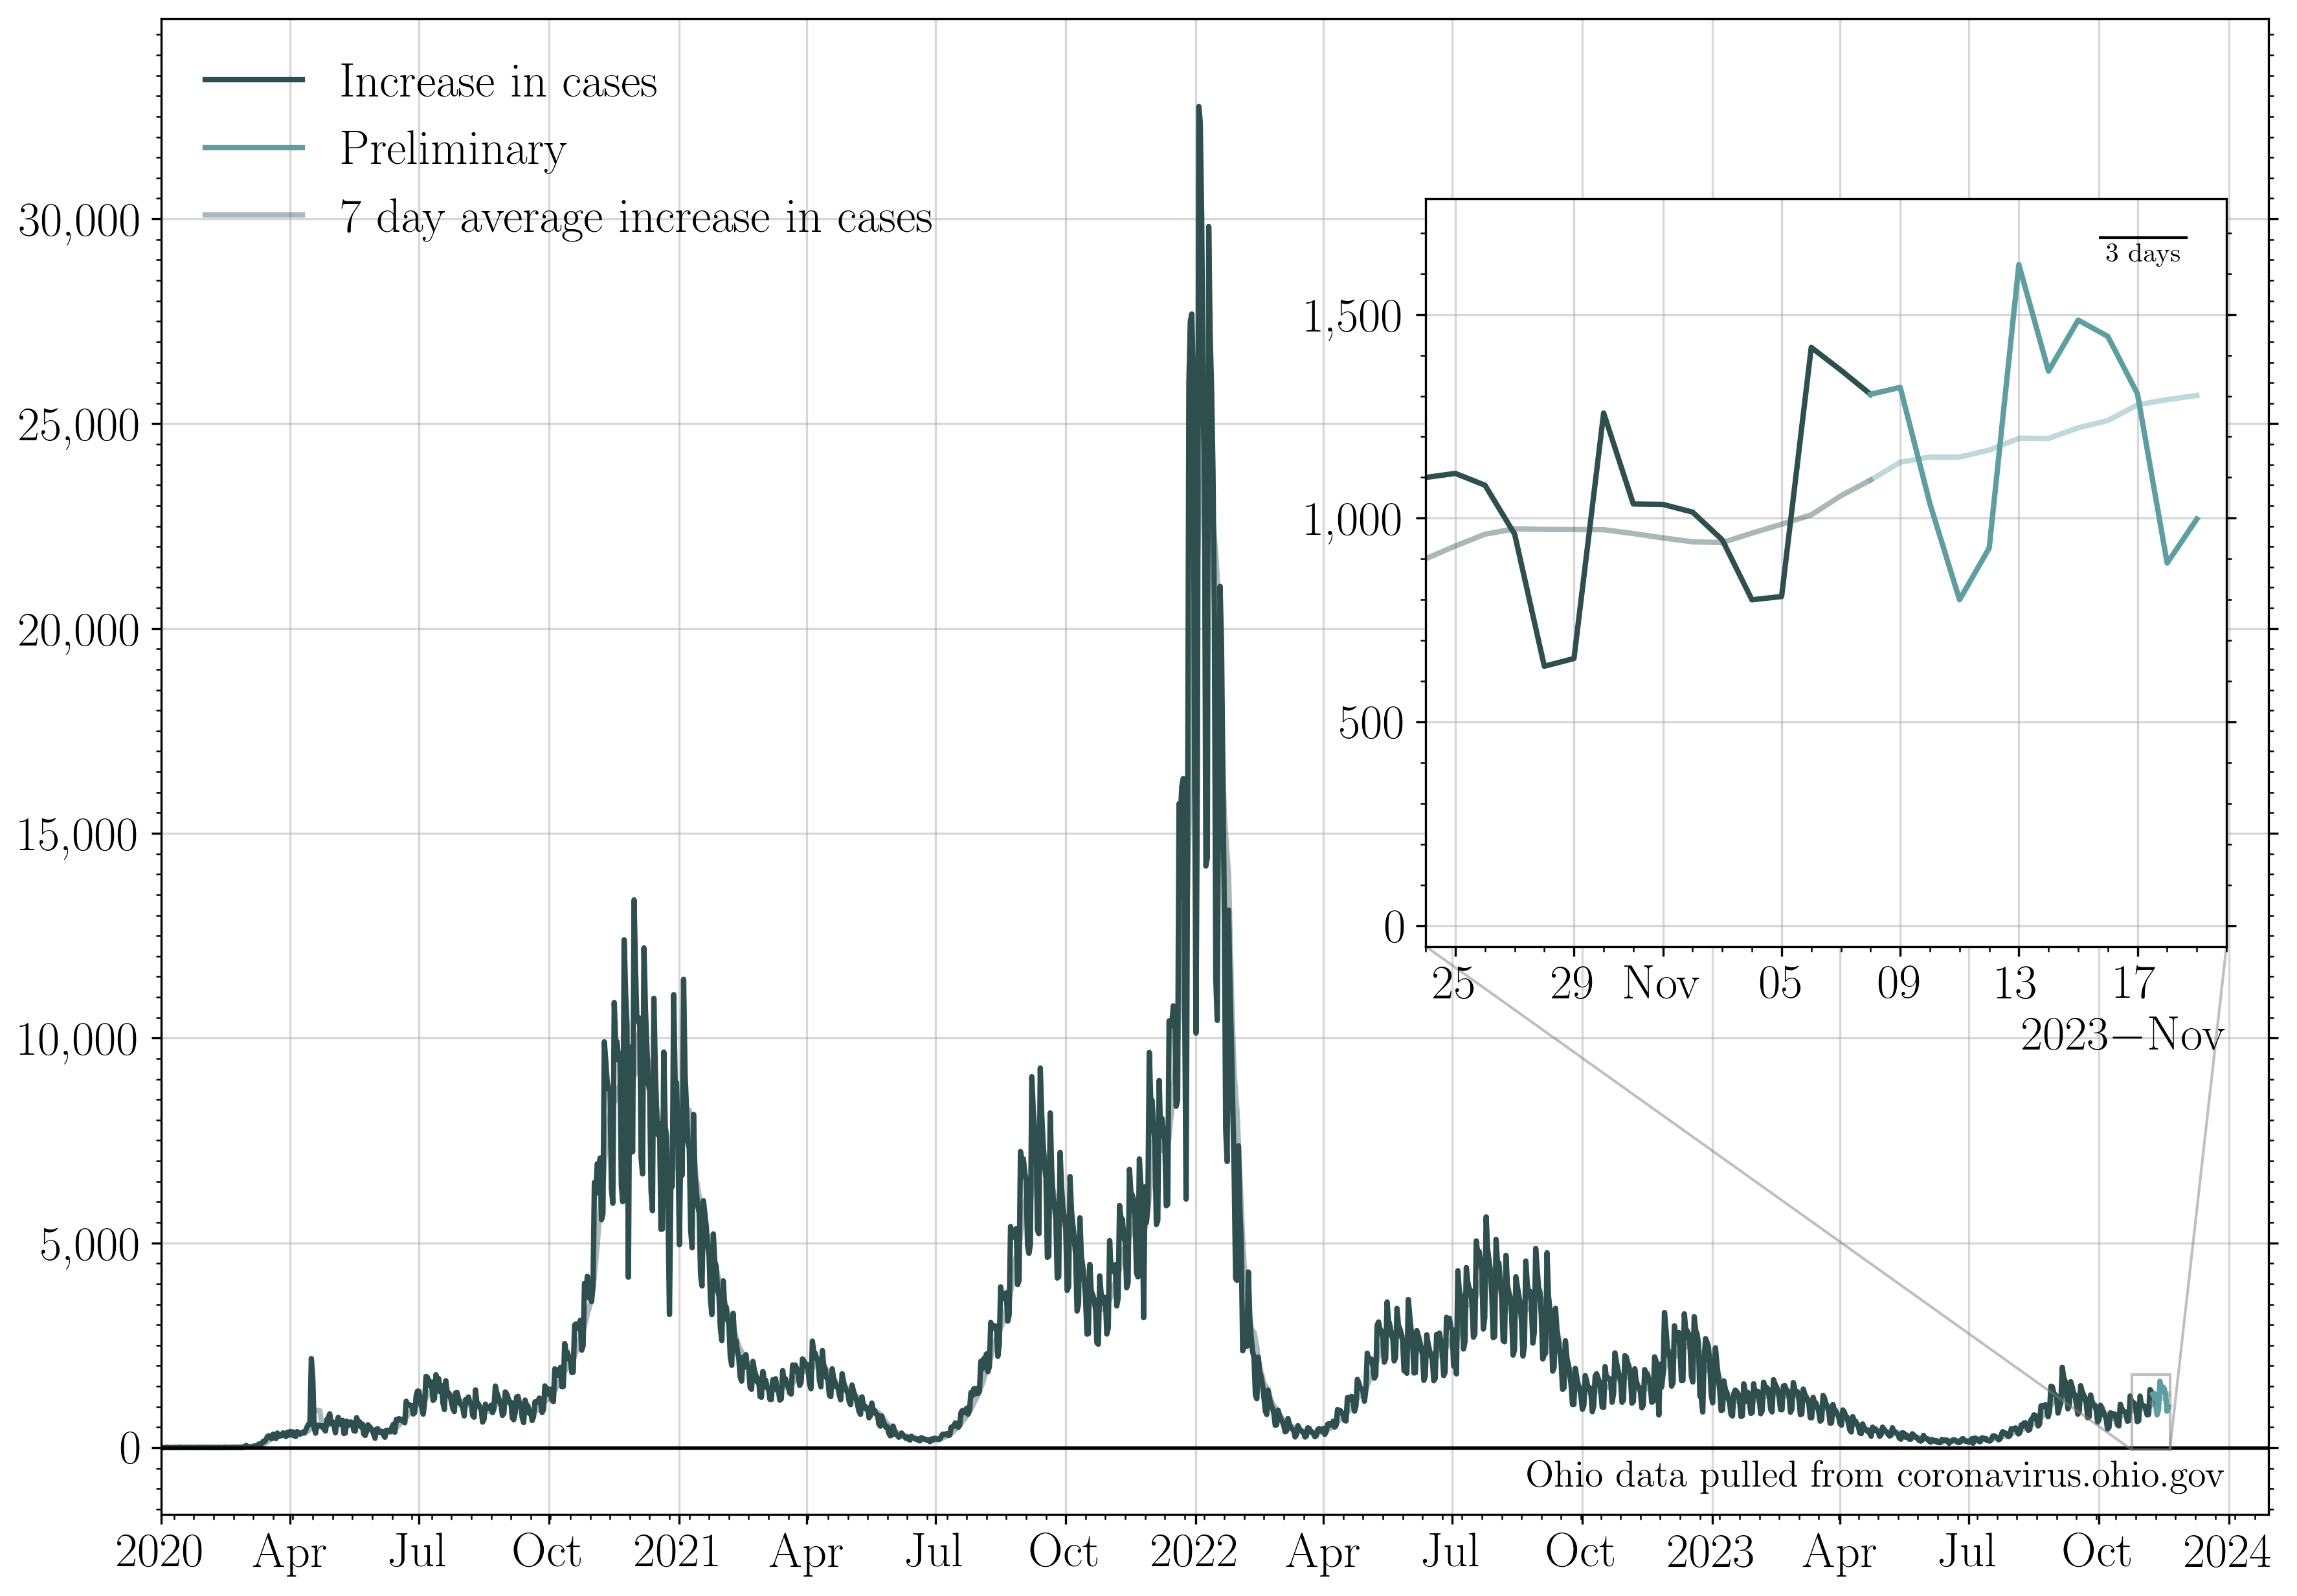 Increase in cases
Preliminary
7 day average increase in cases
30,000
25,000
20,000
15,000
10,000
5,000
0
3 days
1,500
1,000
500
0
25 29 Nov 05 09 13 17
2023—Nov
Ohio data pulled from coronavirus.ohio.gov
2020 Apr Jul Oct 2021 Apr Jul Oct 2022 Apr Jul Oct 2023 Apr Jul Oct 2024